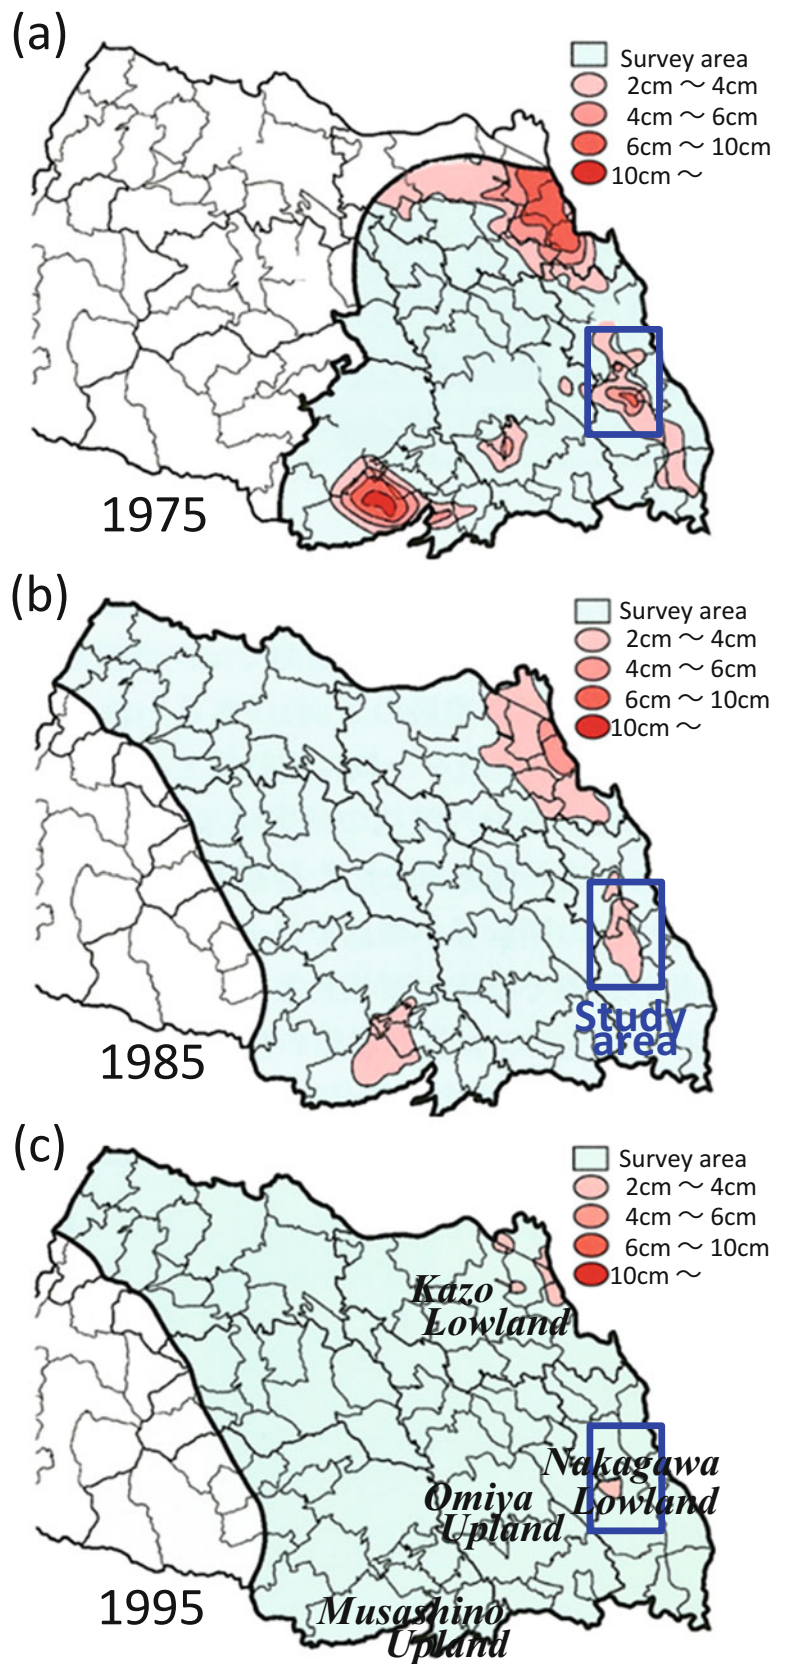 (a)
Survey area
2cm ～ 4cm
4cm ～ 6cm
6cm ～ 10cm
10cm ～
1975
(b)
Survey area
2cm ～ 4cm
4cm ～ 6cm
6cm ～ 10cm
10cm ～
Study
area
1985
(c)
Survey area
2cm ～ 4cm
4cm ～ 6cm
6cm ～ 10cm
10cm ～
Kazo
Lowland
Nakagawa
Lowland
Omiya
Upland
1995
Musashino
Upland